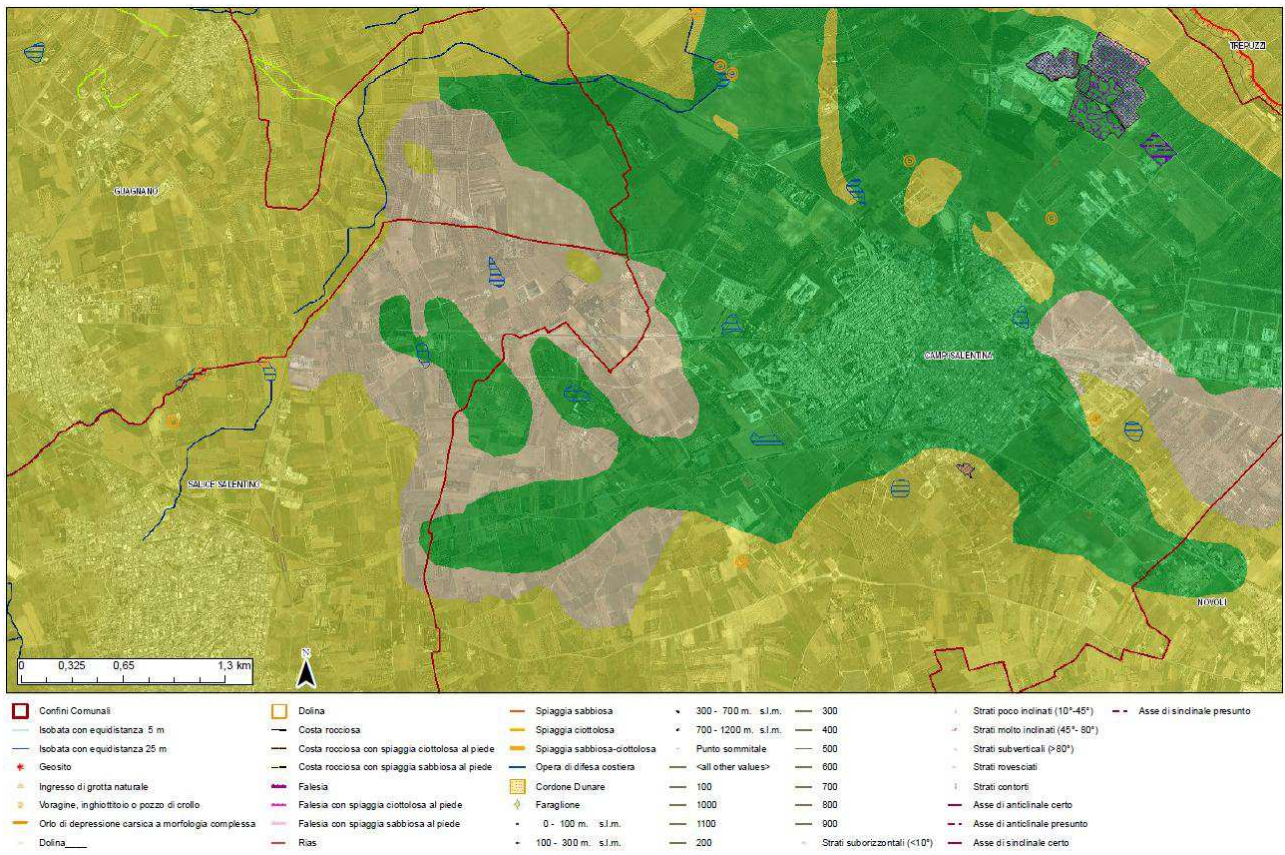 TREPUZZI
GUAGNANO
CAMPI SALENTINA
SALICE SALENTINO
NOVOLI
0 0,325 0,65 1,3 km
N
Confini Comunali
Isobata con equidistanza 5 m
Isobata con equidistanza 25 m
Geosito
Ingresso di grotta naturale
Voragine, inghiottitoio o pozzo di crollo
Orlo di depressione carsica a morfologia complessa
Dolina____
Dolina
Costa rocciosa
Costa rocciosa con spiaggia ciottolosa al piede
Costa rocciosa con spiaggia sabbiosa al piede
Falesia
Falesia con spiaggia ciottolosa al piede
Falesia con spiaggia sabbiosa al piede
Rias
Spiaggia sabbiosa
Spiaggia ciottolosa
Spiaggia sabbiosa-ciottolosa
Opera di difesa costiera
Cordone Dunare
Faraglione
0 - 100 m. s.l.m.
100 - 300 m. s.l.m.
300 - 700 m. s.l.m.
700 - 1200 m. s.l.m.
Punto sommitale
<all other values>
100
1000
1100
200
300
400
500
600
700
800
900
Strati suborizzontali (<10°)
Strati poco inclinati (10°-45°)
Strati molto inclinati (45°- 80°)
Strati subverticali (>80°)
Strati rovesciati
Strati contorti
Asse di anticlinale certo
Asse di anticlinale presunto
Asse di sinclinale certo
Asse di sinclinale presunto